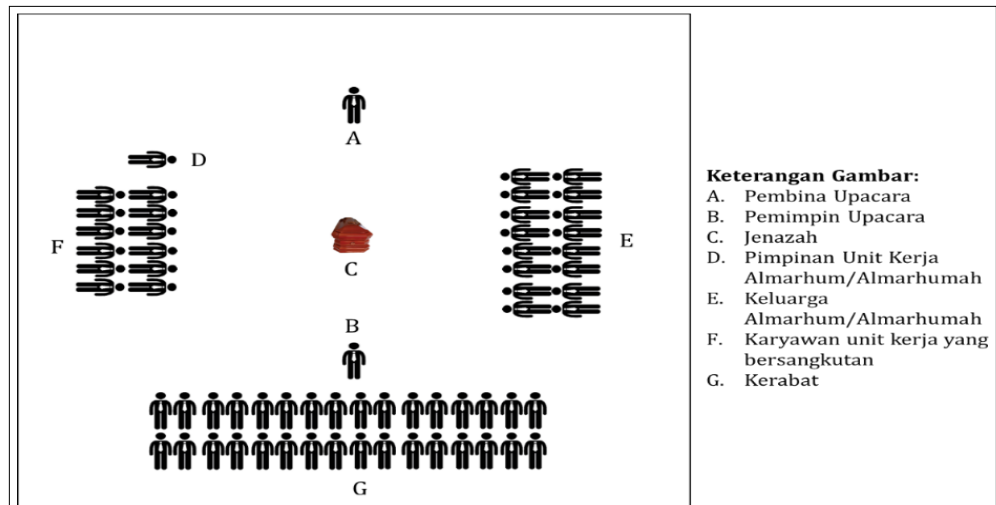 A
D
F
C
E
B
G
Keterangan Gambar:
A. Pembina Upacara
B. Pemimpin Upacara
C. Jenazah
D. Pimpinan Unit Kerja
Almarhum/Almarhumah
E. Keluarga
Almarhum/Almarhumah
F. Karyawan unit kerja yang
bersangkutan
G. Kerabat